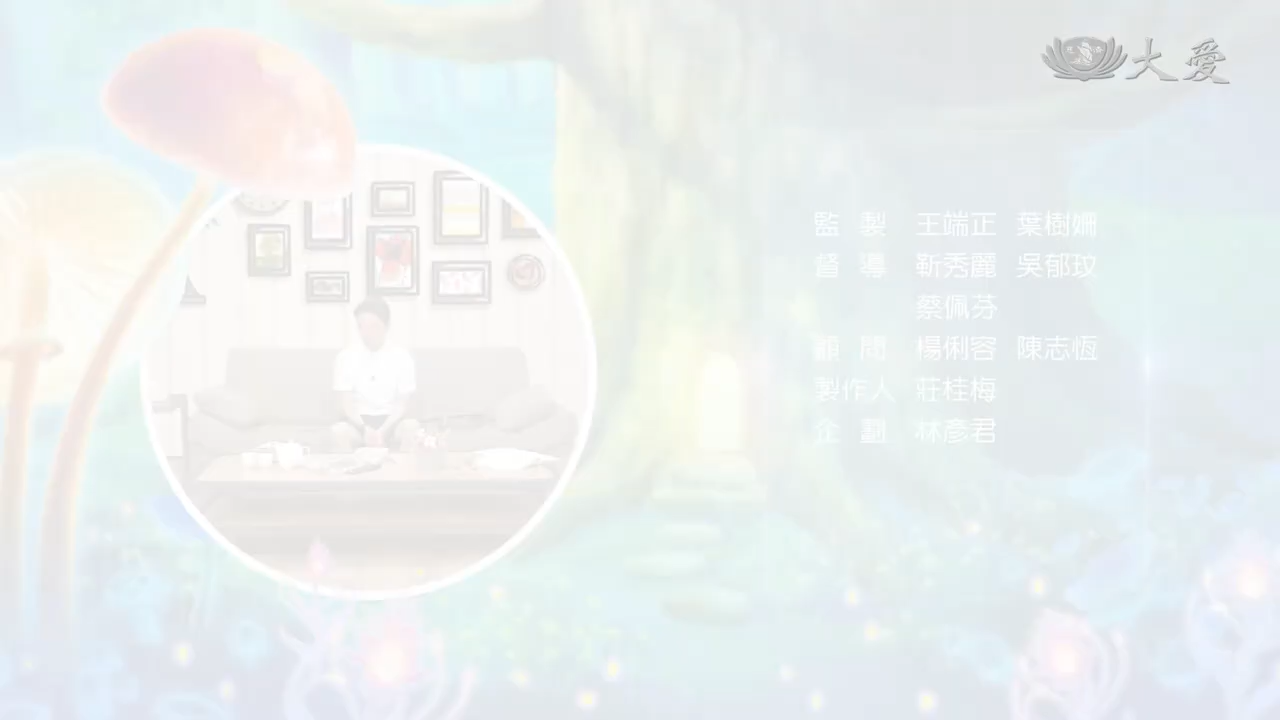 大愛
監製 王端正 葉樹姍
督導 靳秀麗 吳郁玟
蔡佩芬
顧問 楊俐容 陳志恆
製作人 莊桂梅
企劃 林彥君